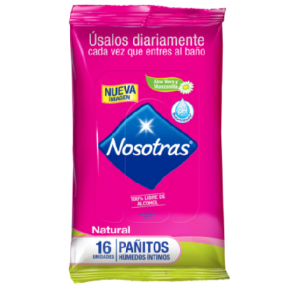 Úsalos diariamente
cada vez que entres al baño
NUEVA
IMAGEN
Aloe Vera y
Manzanilla
Nosotras®
100% LIBRE DE
ALCOHOL
Natural
16
UNIDADES
PAÑITOS
HÚMEDOS ÍNTIMOS